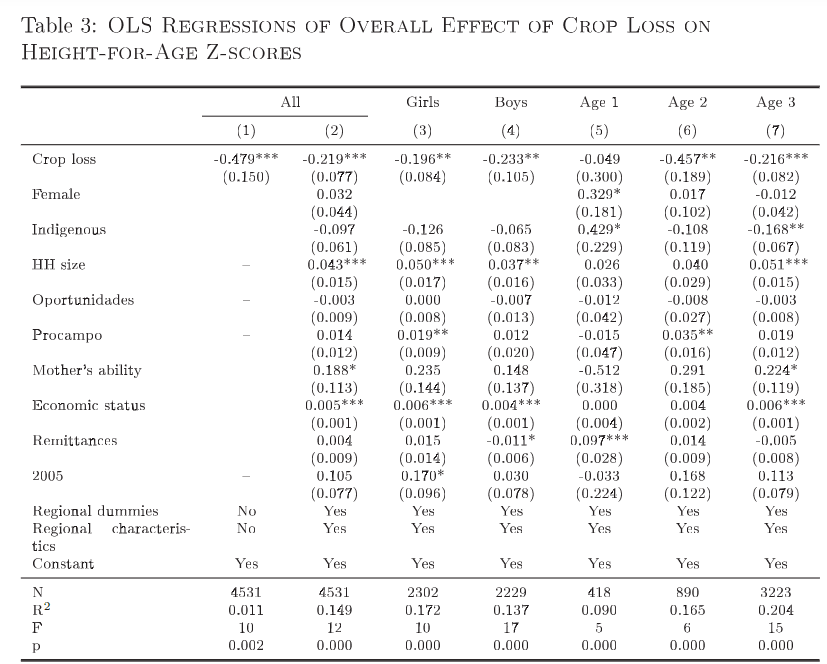 Table 3: OLS REGRESSIONS OF OVERALL EFFECT OF CROP LOSS ON
HEIGHT-FOR-AGE Z-SCORES
All Girls Boys Age 1 Age 2 Age 3
(1) (2) (3) (4) (5) (6) (7)
Crop loss -0.479*** -0.219*** -0.196** -0.233** -0.049 -0.457** -0.216***
(0.150) (0.077) (0.084) (0.105) (0.300) (0.189) (0.082)
Female 0.032 0.329* 0.017 -0.012
(0.044) (0.181) (0.102) (0.042)
Indigenous -0.097 -0.126 -0.065 0.429* -0.108 -0.168**
(0.061) (0.085) (0.083) (0.229) (0.119) (0.067)
HH size – 0.043*** 0.050*** 0.037** 0.026 0.040 0.051***
(0.015) (0.017) (0.016) (0.033) (0.029) (0.015)
Oportunidades – -0.003 0.000 -0.007 -0.012 -0.008 -0.003
(0.009) (0.008) (0.013) (0.042) (0.027) (0.008)
Procampo – 0.014 0.019** 0.012 -0.015 0.035** 0.019
(0.012) (0.009) (0.020) (0.047) (0.016) (0.012)
Mother's ability 0.188* 0.235 0.148 -0.512 0.291 0.224*
(0.113) (0.144) (0.137) (0.318) (0.185) (0.119)
Economic status 0.005*** 0.006*** 0.004*** 0.000 0.004 0.006***
(0.001) (0.001) (0.001) (0.004) (0.002) (0.001)
Remittances 0.004 0.015 -0.011* 0.097*** 0.014 -0.005
(0.009) (0.014) (0.006) (0.028) (0.009) (0.008)
2005 – 0.105 0.170* 0.030 -0.033 0.168 0.113
(0.077) (0.096) (0.078) (0.224) (0.122) (0.079)
Regional dummies No Yes Yes Yes Yes Yes Yes
Regional characteris- No Yes Yes Yes Yes Yes Yes
tics
Constant Yes Yes Yes Yes Yes Yes Yes
N 4531 4531 2302 2229 418 890 3223
R² 0.011 0.149 0.172 0.137 0.090 0.165 0.204
F 10 12 10 17 5 6 15
p 0.002 0.000 0.000 0.000 0.000 0.000 0.000